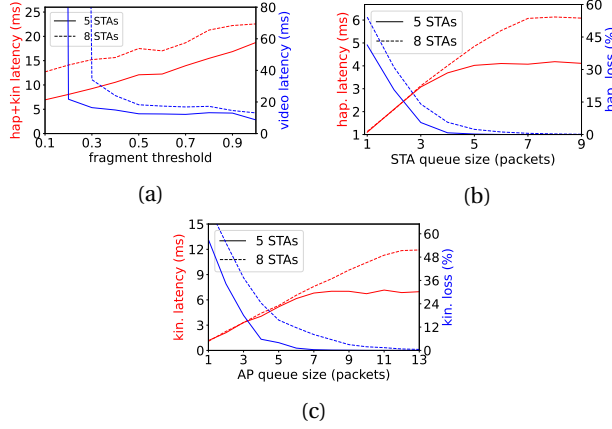 hap+kin latency (ms)
25
20
15
10
5
0
5 STAs
8 STAs
80
60
40
20
0
video latency (ms)
0.1 0.3 0.5 0.7 0.9
fragment threshold
(a)
hap. latency (ms)
6
5
4
3
2
1
5 STAs
8 STAs
60
45
30
15
0
hap. loss (%)
1 3 5 7 9
STA queue size (packets)
(b)
kin. latency (ms)
15
12
9
6
3
0
5 STAs
8 STAs
60
48
36
24
12
0
kin. loss (%)
1 3 5 7 9 11 13
AP queue size (packets)
(c)